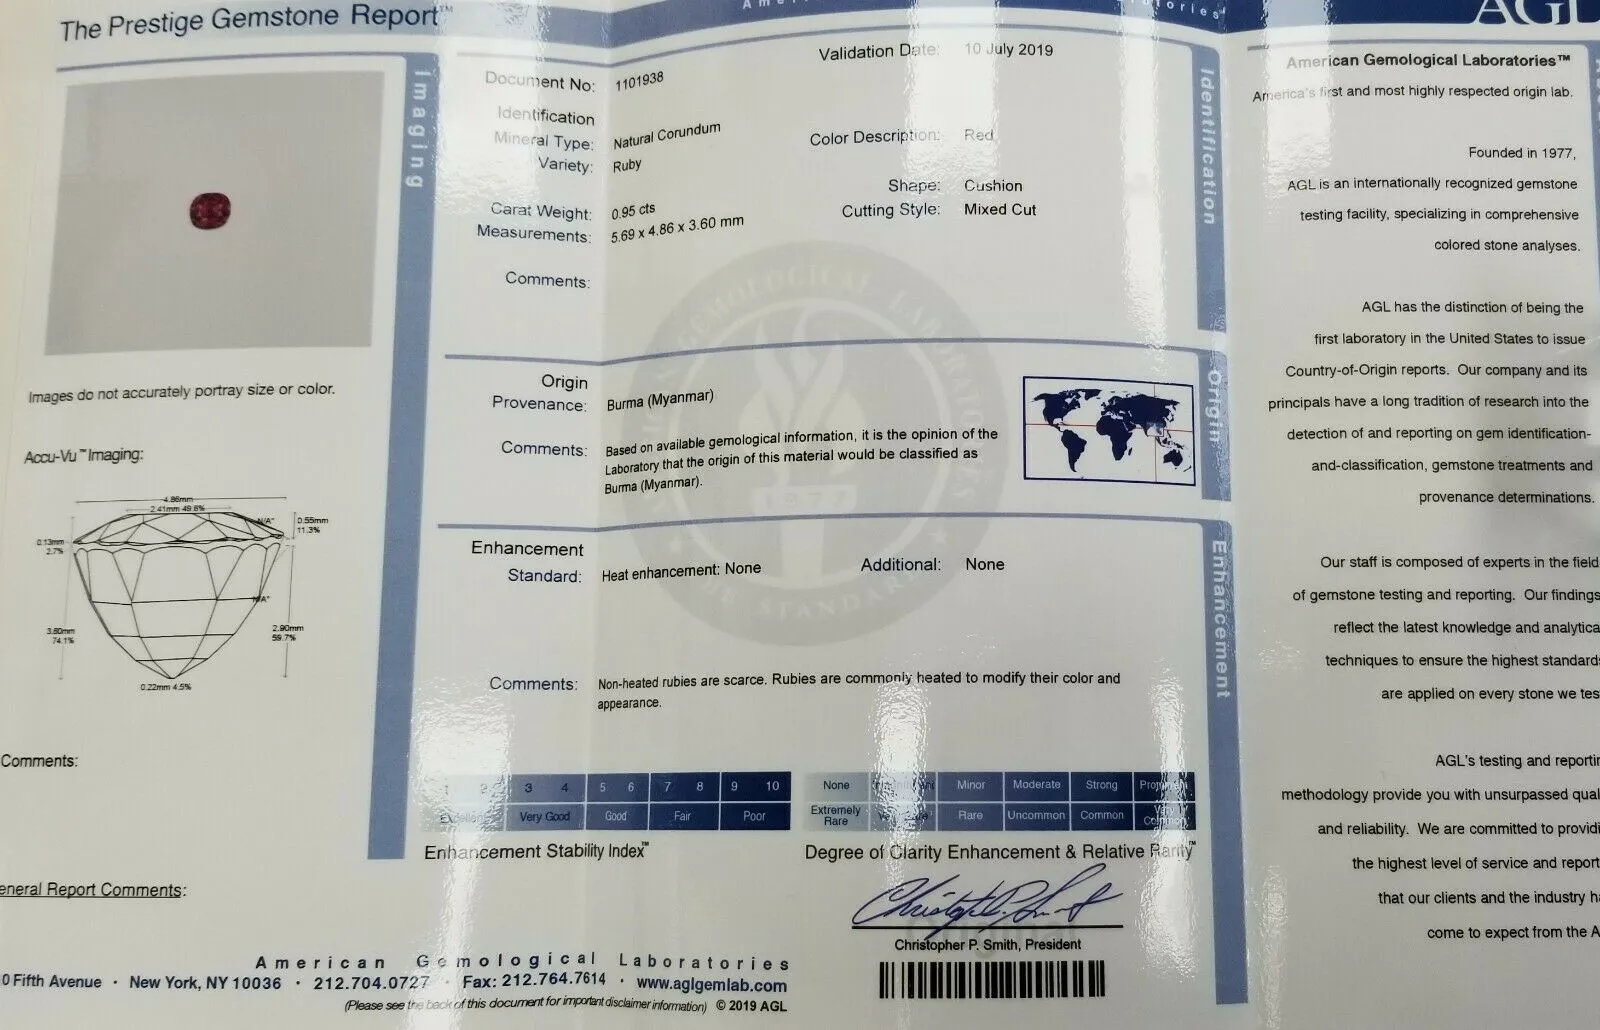 The Prestige Gemstone Report™
Imaging
Images do not accurately portray size or color.
Accu-Vu™ Imaging:
4.86mm
2.41mm 49.6%
N/A°
0.55mm
11.3%
0.13mm
2.7%
N/A°
3.60mm
74.1%
2.90mm
59.7%
0.22mm 4.5%
Comments:
eneral Report Comments:
Validation Date: 10 July 2019
Document No: 1101938
Identification
Mineral Type: Natural Corundum
Color Description: Red
Variety: Ruby
Shape: Cushion
Carat Weight: 0.95 cts
Cutting Style: Mixed Cut
Measurements: 5.69 x 4.86 x 3.60 mm
Comments:
Identification
Origin
Provenance: Burma (Myanmar)
Comments: Based on available gemological information, it is the opinion of the
Laboratory that the origin of this material would be classified as
Burma (Myanmar).
Origin
Enhancement
Standard: Heat enhancement: None
Additional: None
Comments: Non-heated rubies are scarce. Rubies are commonly heated to modify their color and
appearance.
Enhancement
1 2 3 4 5 6 7 8 9 10
Excellent Very Good Good Fair Poor
Enhancement Stability Index™
None Minor Moderate Strong Prominent
Extremely Rare Rare Uncommon Common Very Common
Degree of Clarity Enhancement & Relative Rarity™
Christopher P. Smith, President
American Gemological Laboratories
0 Fifth Avenue · New York, NY 10036 · 212.704.0727 · Fax: 212.764.7614 · www.aglgemlab.com
(Please see the back of this document for important disclaimer information) © 2019 AGL
AGL
American Gemological Laboratories™
America's first and most highly respected origin lab.
Founded in 1977,
AGL is an internationally recognized gemstone
testing facility, specializing in comprehensive
colored stone analyses.
AGL has the distinction of being the
first laboratory in the United States to issue
Country-of-Origin reports. Our company and its
principals have a long tradition of research into the
detection of and reporting on gem identification-
and-classification, gemstone treatments and
provenance determinations.
Our staff is composed of experts in the field
of gemstone testing and reporting. Our findings
reflect the latest knowledge and analytica
techniques to ensure the highest standard
are applied on every stone we tes
AGL's testing and reportin
methodology provide you with unsurpassed qual
and reliability. We are committed to providi
the highest level of service and report
that our clients and the industry ha
come to expect from the A